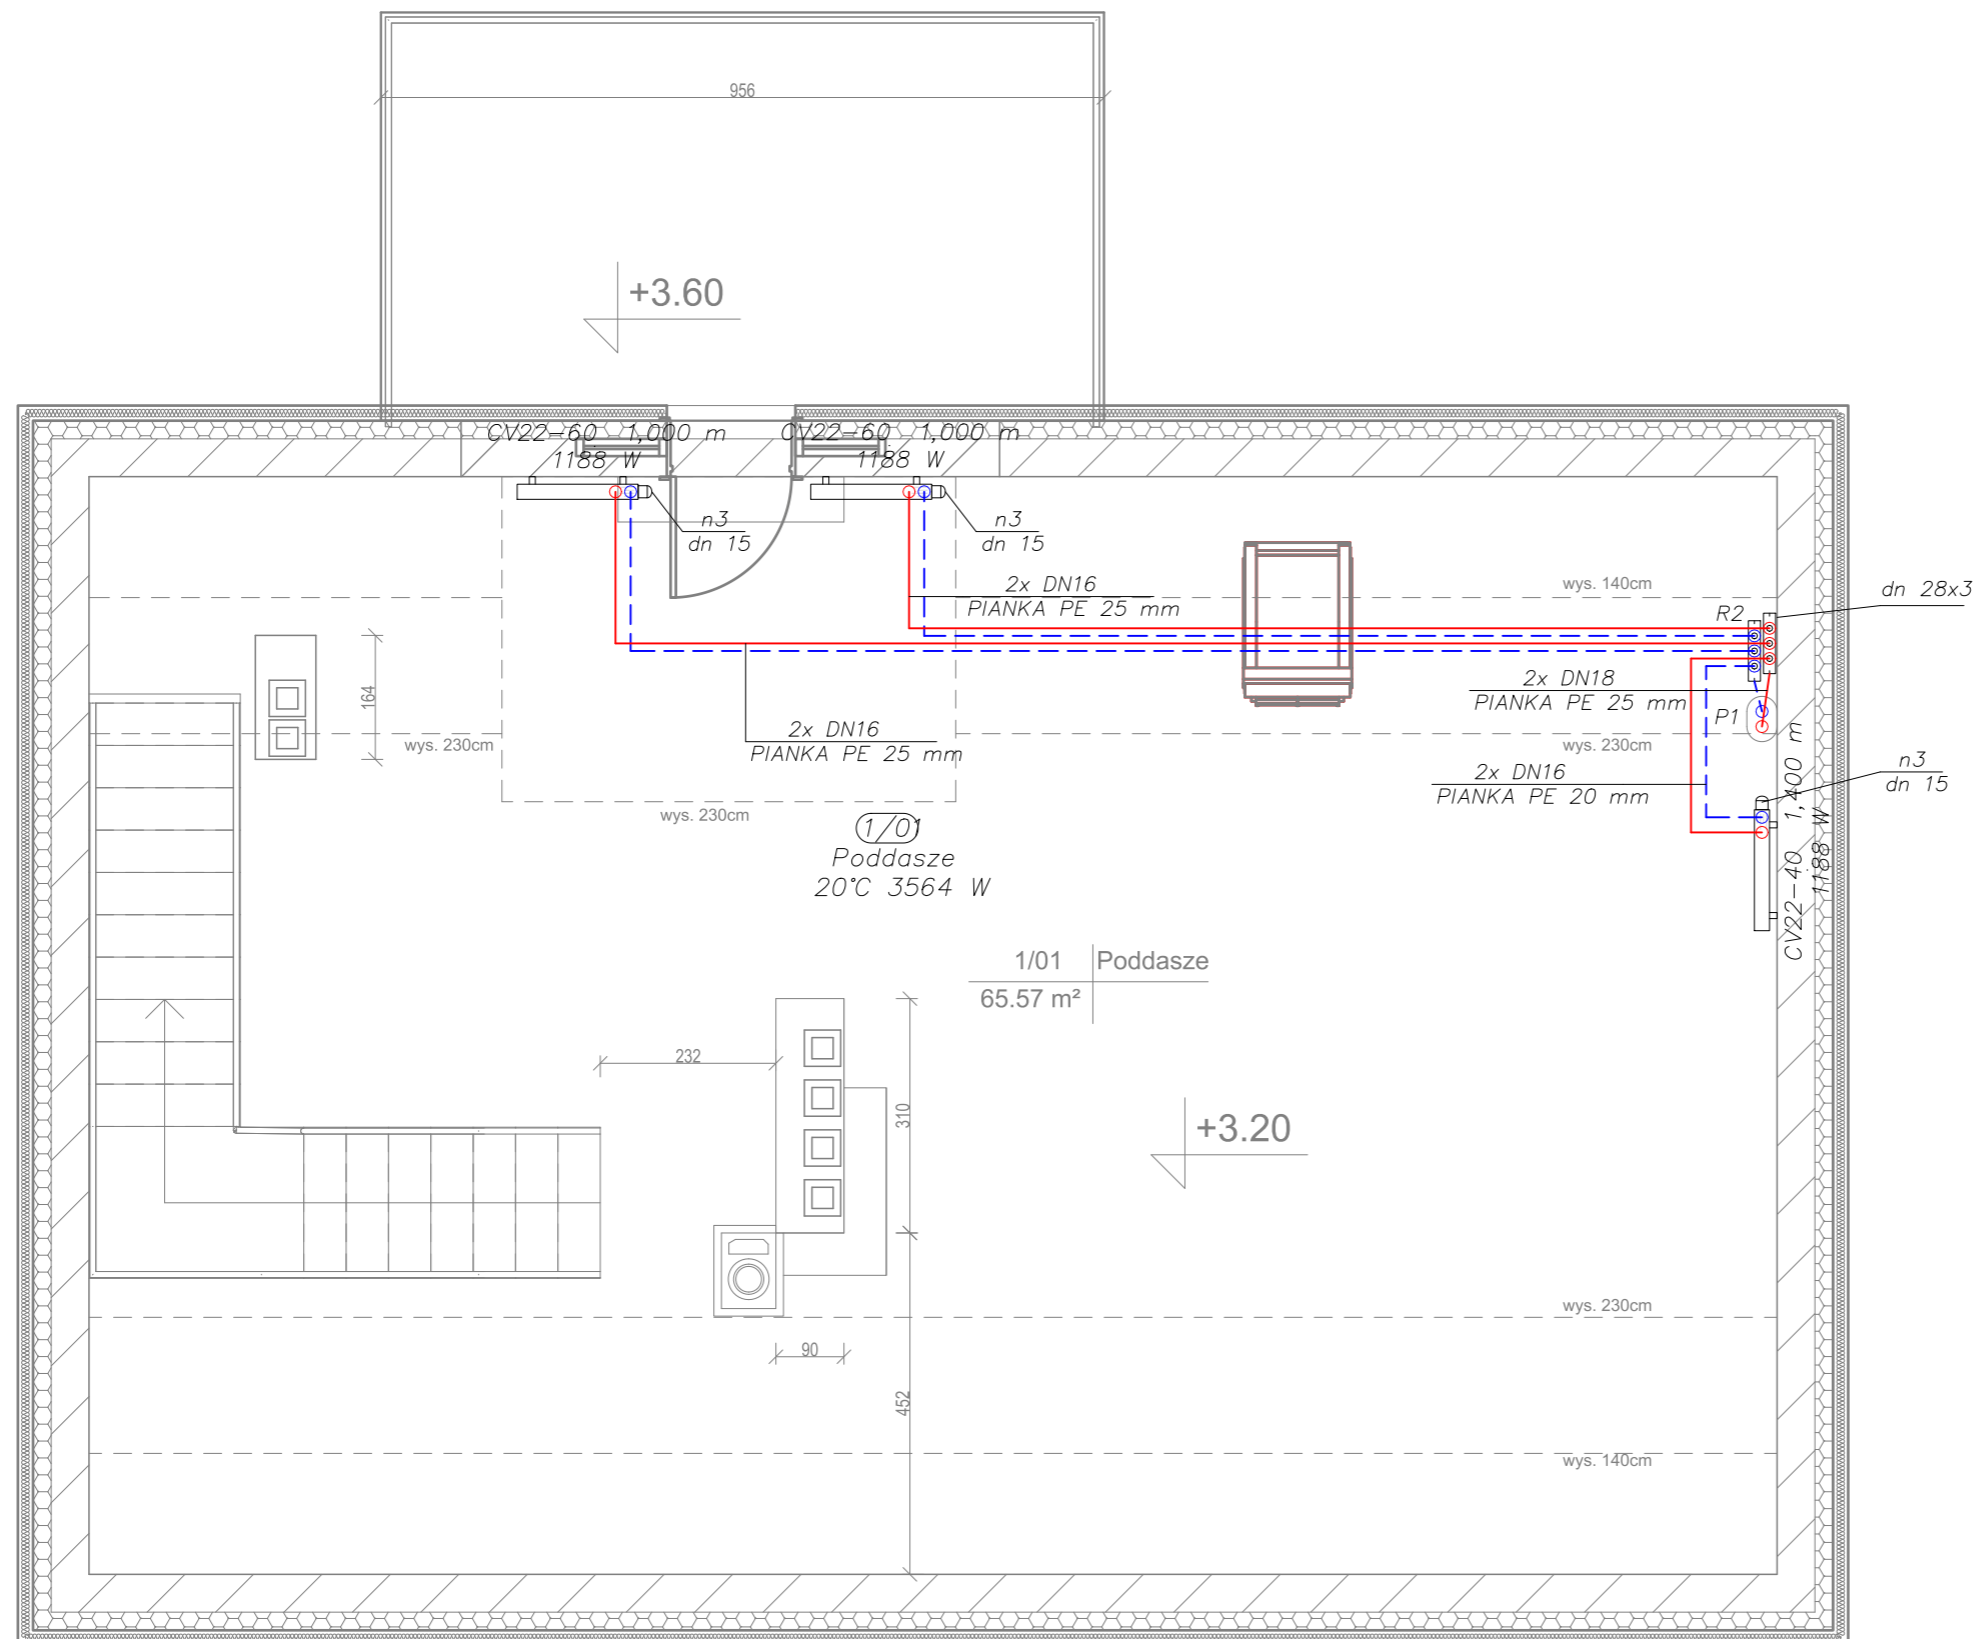 956
+3.60
CV22-60 1,000 m
1188 W
CV22-60 1,000 m
1188 W
n3
dn 15
n3
dn 15
2x DN16
PIANKA PE 25 mm
wys. 140cm
dn 28x3
R2
164
wys. 230cm
2x DN16
PIANKA PE 25 mm
2x DN18
PIANKA PE 25 mm
P1
wys. 230cm
2x DN16
PIANKA PE 20 mm
n3
dn 15
CV22-40 1,400 m
1188 W
wys. 230cm
1/01
Poddasze
20°C 3564 W
1/01 Poddasze
65.57 m²
232
310
+3.20
wys. 230cm
90
452
wys. 140cm